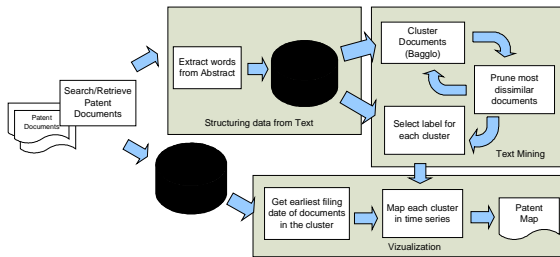 Patent
Documents
Patent
Documents
Search/Retrieve
Patent
Documents
Extract words
from Abstract
Structuring data from Text
Cluster
Documents
(Bagglo)
Prune most
dissimilar
documents
Select label for
each cluster
Text Mining
Get earliest filing
date of documents
in the cluster
Map each cluster
in time series
Patent
Map
Vizualization